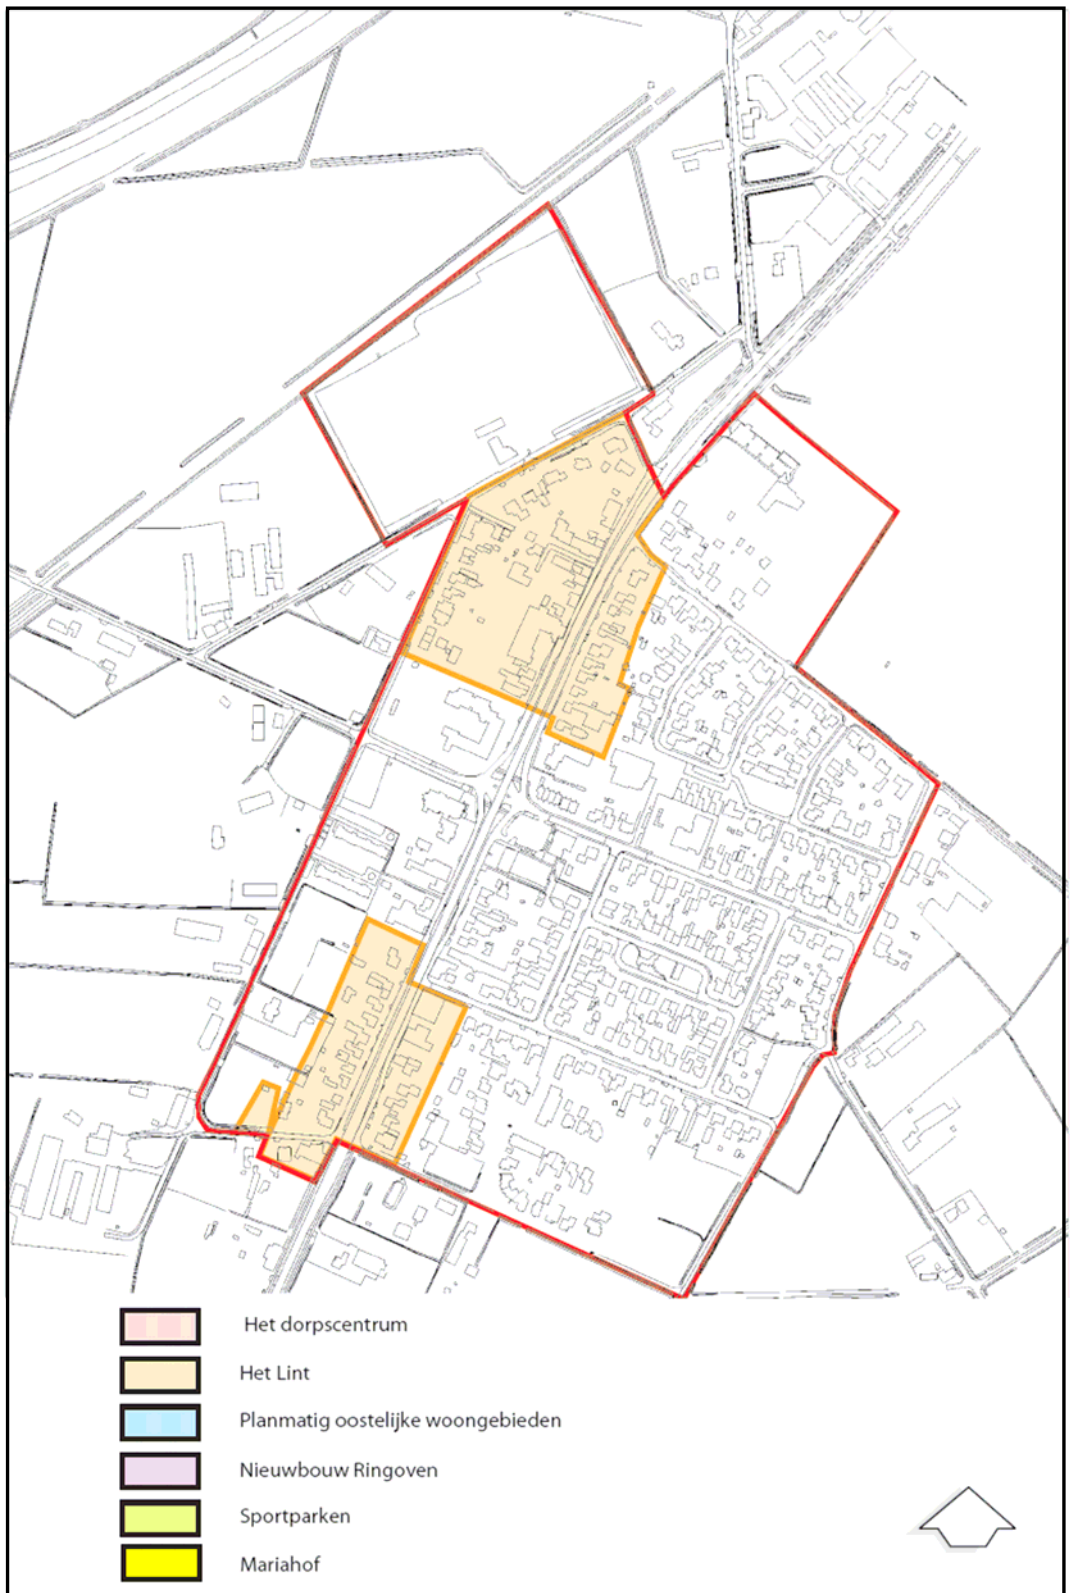 Het dorpscentrum
Het Lint
Planmatig oostelijke woongebieden
Nieuwbouw Ringoven
Sportparken
Mariahof